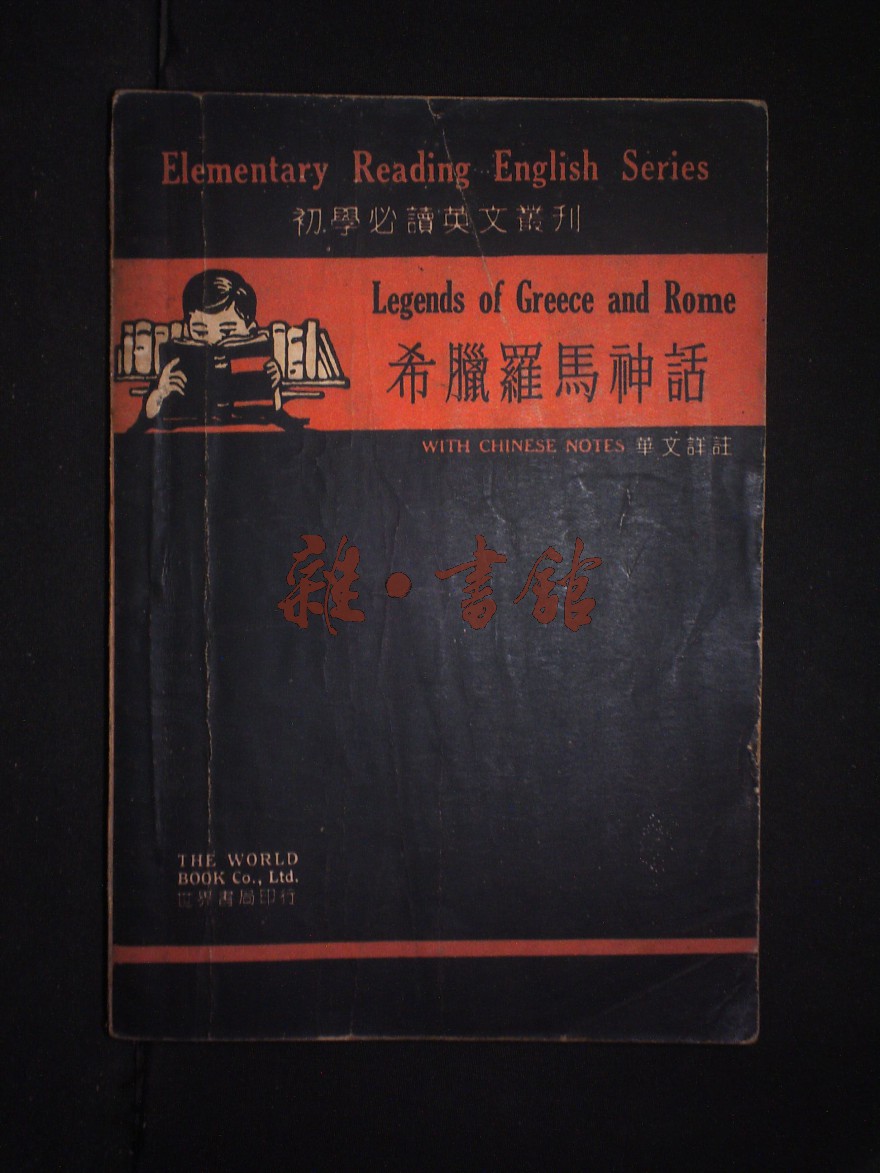 Elementary Reading English Series
初學必讀英文叢刊
Legends of Greece and Rome
希臘羅馬神話
WITH CHINESE NOTES 華文詳註
雜·書館
THE WORLD
BOOK Co., Ltd.
世界書局印行